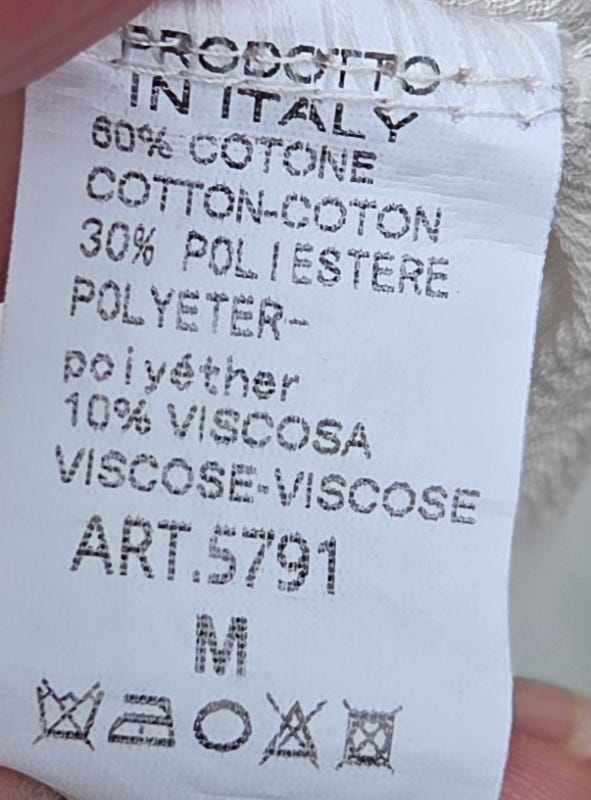 PRODOTTO
IN ITALY
60% COTONE
COTTON-COTON
30% POLIESTERE
POLYETER-
polyéther
10% VISCOSA
VISCOSE-VISCOSE
ART.5791
M